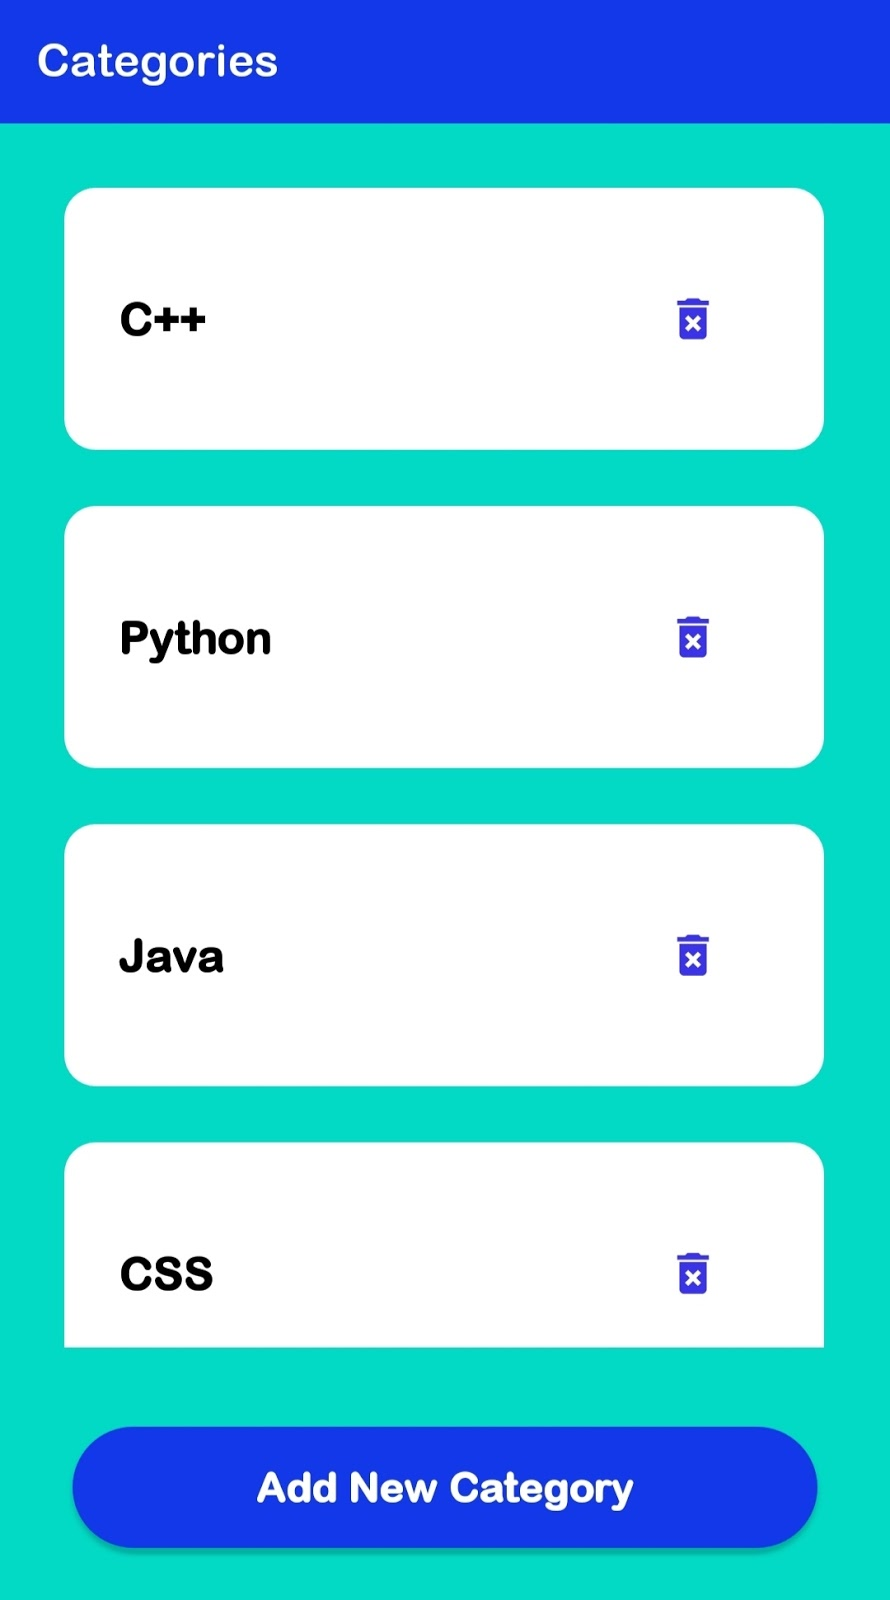 Categories
C++
Python
Java
CSS
Add New Category